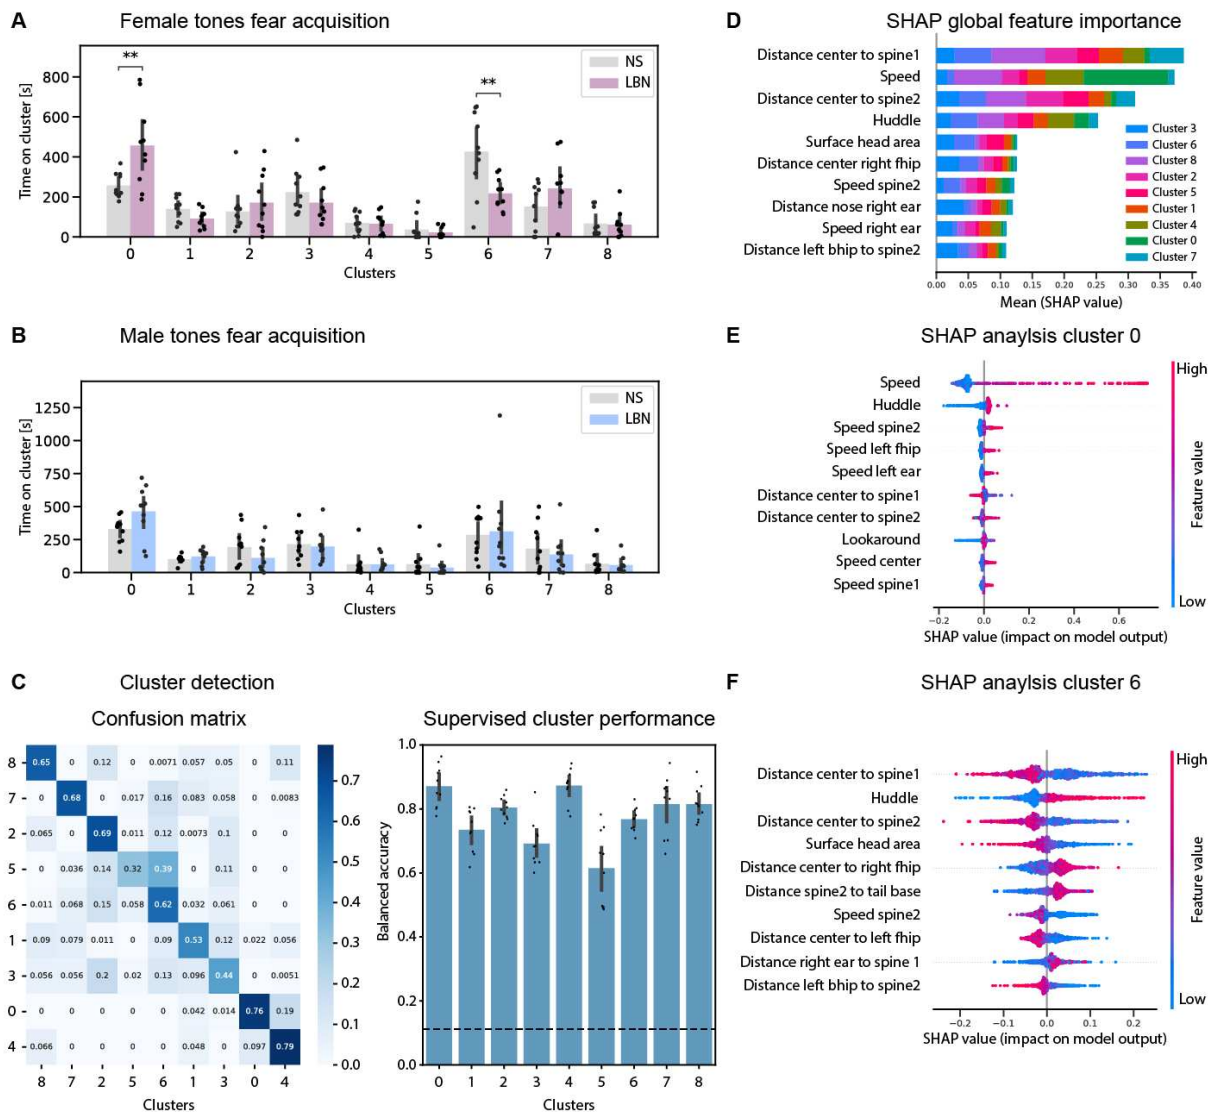 A
Female tones fear acquisition
Time on cluster [s]
800
600
400
200
0
**
**
NS
LBN
0 1 2 3 4 5 6 7 8
Clusters
B
Male tones fear acquisition
Time on cluster [s]
1250
1000
750
500
250
0
NS
LBN
0 1 2 3 4 5 6 7 8
Clusters
C
Cluster detection
Confusion matrix
8 0.65 0 0.12 0 0.0071 0.057 0.05 0 0.11
7 0 0.68 0 0.017 0.16 0.083 0.058 0 0.0083
2 0.065 0 0.69 0.011 0.12 0.0073 0.1 0 0
5 0 0.036 0.14 0.32 0.39 0 0.11 0 0
6 0.011 0.068 0.15 0.058 0.62 0.032 0.061 0 0
1 0.09 0.079 0.011 0 0.09 0.53 0.12 0.022 0.056
3 0.056 0.056 0.2 0.02 0.13 0.096 0.44 0 0.0051
0 0 0 0 0 0 0.042 0.014 0.76 0.19
4 0.066 0 0 0 0 0.048 0 0.097 0.79
8 7 2 5 6 1 3 0 4
Clusters
0.7
0.6
0.5
0.4
0.3
0.2
0.1
0.0
Supervised cluster performance
Balanced accuracy
1.0
0.8
0.6
0.4
0.2
0.0
0 1 2 3 4 5 6 7 8
Clusters
D
SHAP global feature importance
Distance center to spine1
Speed
Distance center to spine2
Huddle
Surface head area
Distance center right fhip
Speed spine2
Distance nose right ear
Speed right ear
Distance left bhip to spine2
Cluster 3
Cluster 6
Cluster 8
Cluster 2
Cluster 5
Cluster 1
Cluster 4
Cluster 0
Cluster 7
0.00 0.05 0.10 0.15 0.20 0.25 0.30 0.35 0.40
Mean (SHAP value)
E
SHAP anaylsis cluster 0
Speed
Huddle
Speed spine2
Speed left fhip
Speed left ear
Distance center to spine1
Distance center to spine2
Lookaround
Speed center
Speed spine1
−0.2 0.0 0.2 0.4 0.6
SHAP value (impact on model output)
High
Feature value
Low
F
SHAP anaylsis cluster 6
Distance center to spine1
Huddle
Distance center to spine2
Surface head area
Distance center to right fhip
Distance spine2 to tail base
Speed spine2
Distance center to left fhip
Distance right ear to spine 1
Distance left bhip to spine2
−0.2 −0.1 0.0 0.1 0.2
SHAP value (impact on model output)
High
Feature value
Low